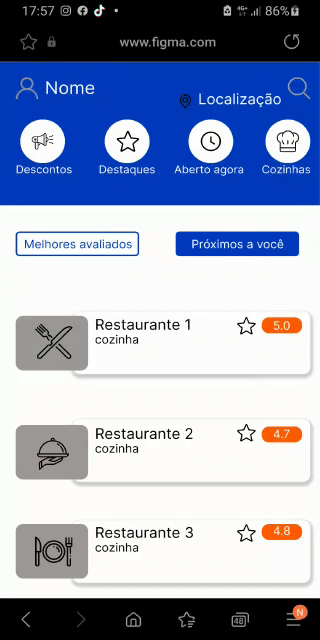 17:57
4G+
86%
www.figma.com
Nome
Localização
Descontos
Destaques
Aberto agora
Cozinhas
Melhores avaliados
Próximos a você
Restaurante 1
5.0
cozinha
Restaurante 2
4.7
cozinha
Restaurante 3
4.8
cozinha
48
N